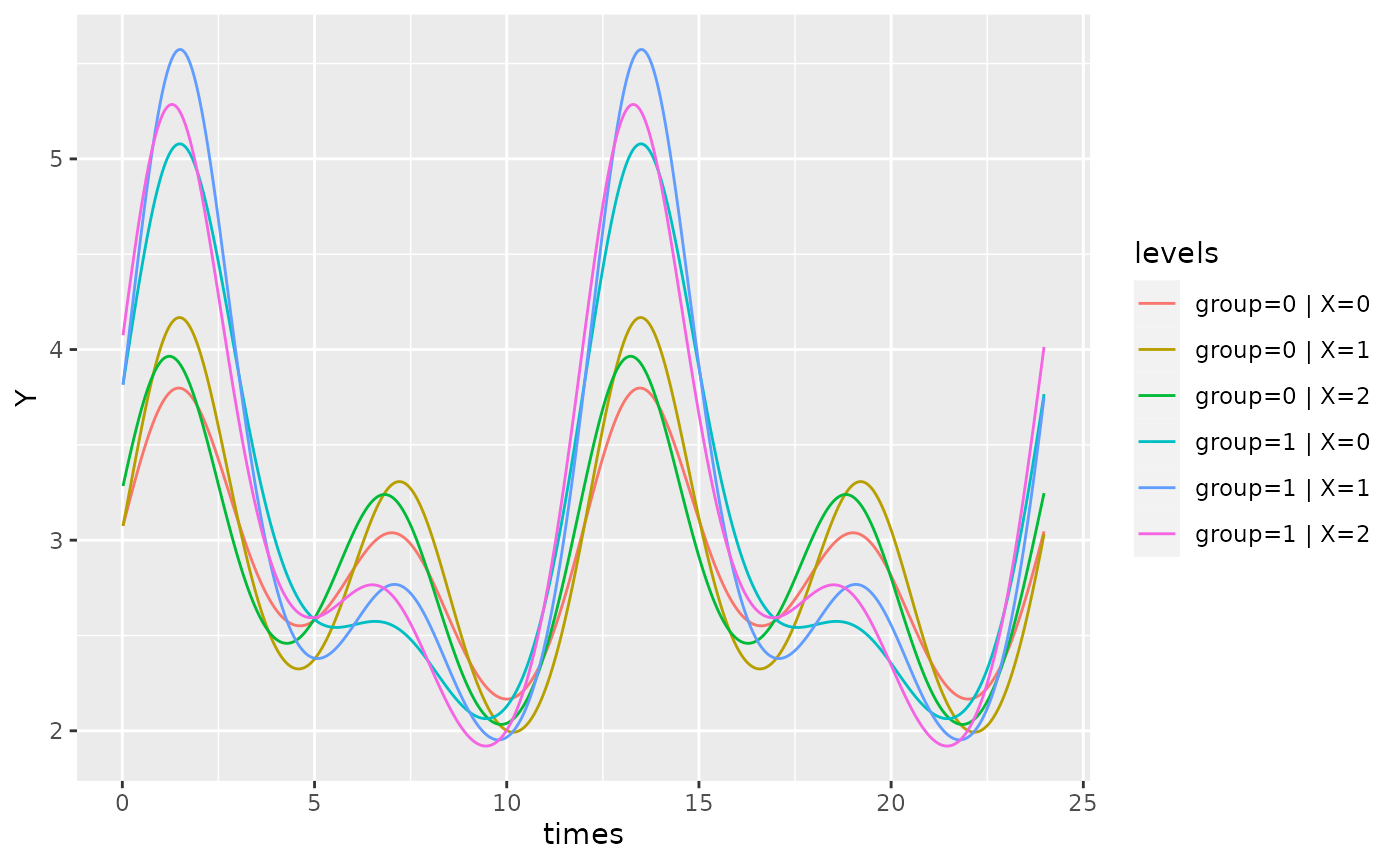 5
4
3
2
Y
0 5 10 15 20 25
times
levels
group=0 | X=0
group=0 | X=1
group=0 | X=2
group=1 | X=0
group=1 | X=1
group=1 | X=2